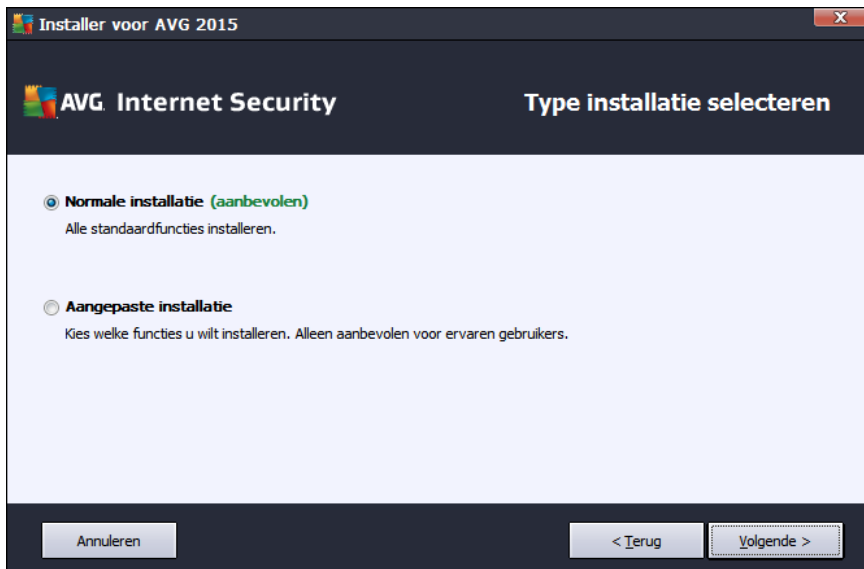 Installer voor AVG 2015
X
AVG. Internet Security
Type installatie selecteren
Normale installatie (aanbevolen)
Alle standaardfuncties installeren.
Aangepaste installatie
Kies welke functies u wilt installeren. Alleen aanbevolen voor ervaren gebruikers.
Annuleren
< Terug
Volgende >